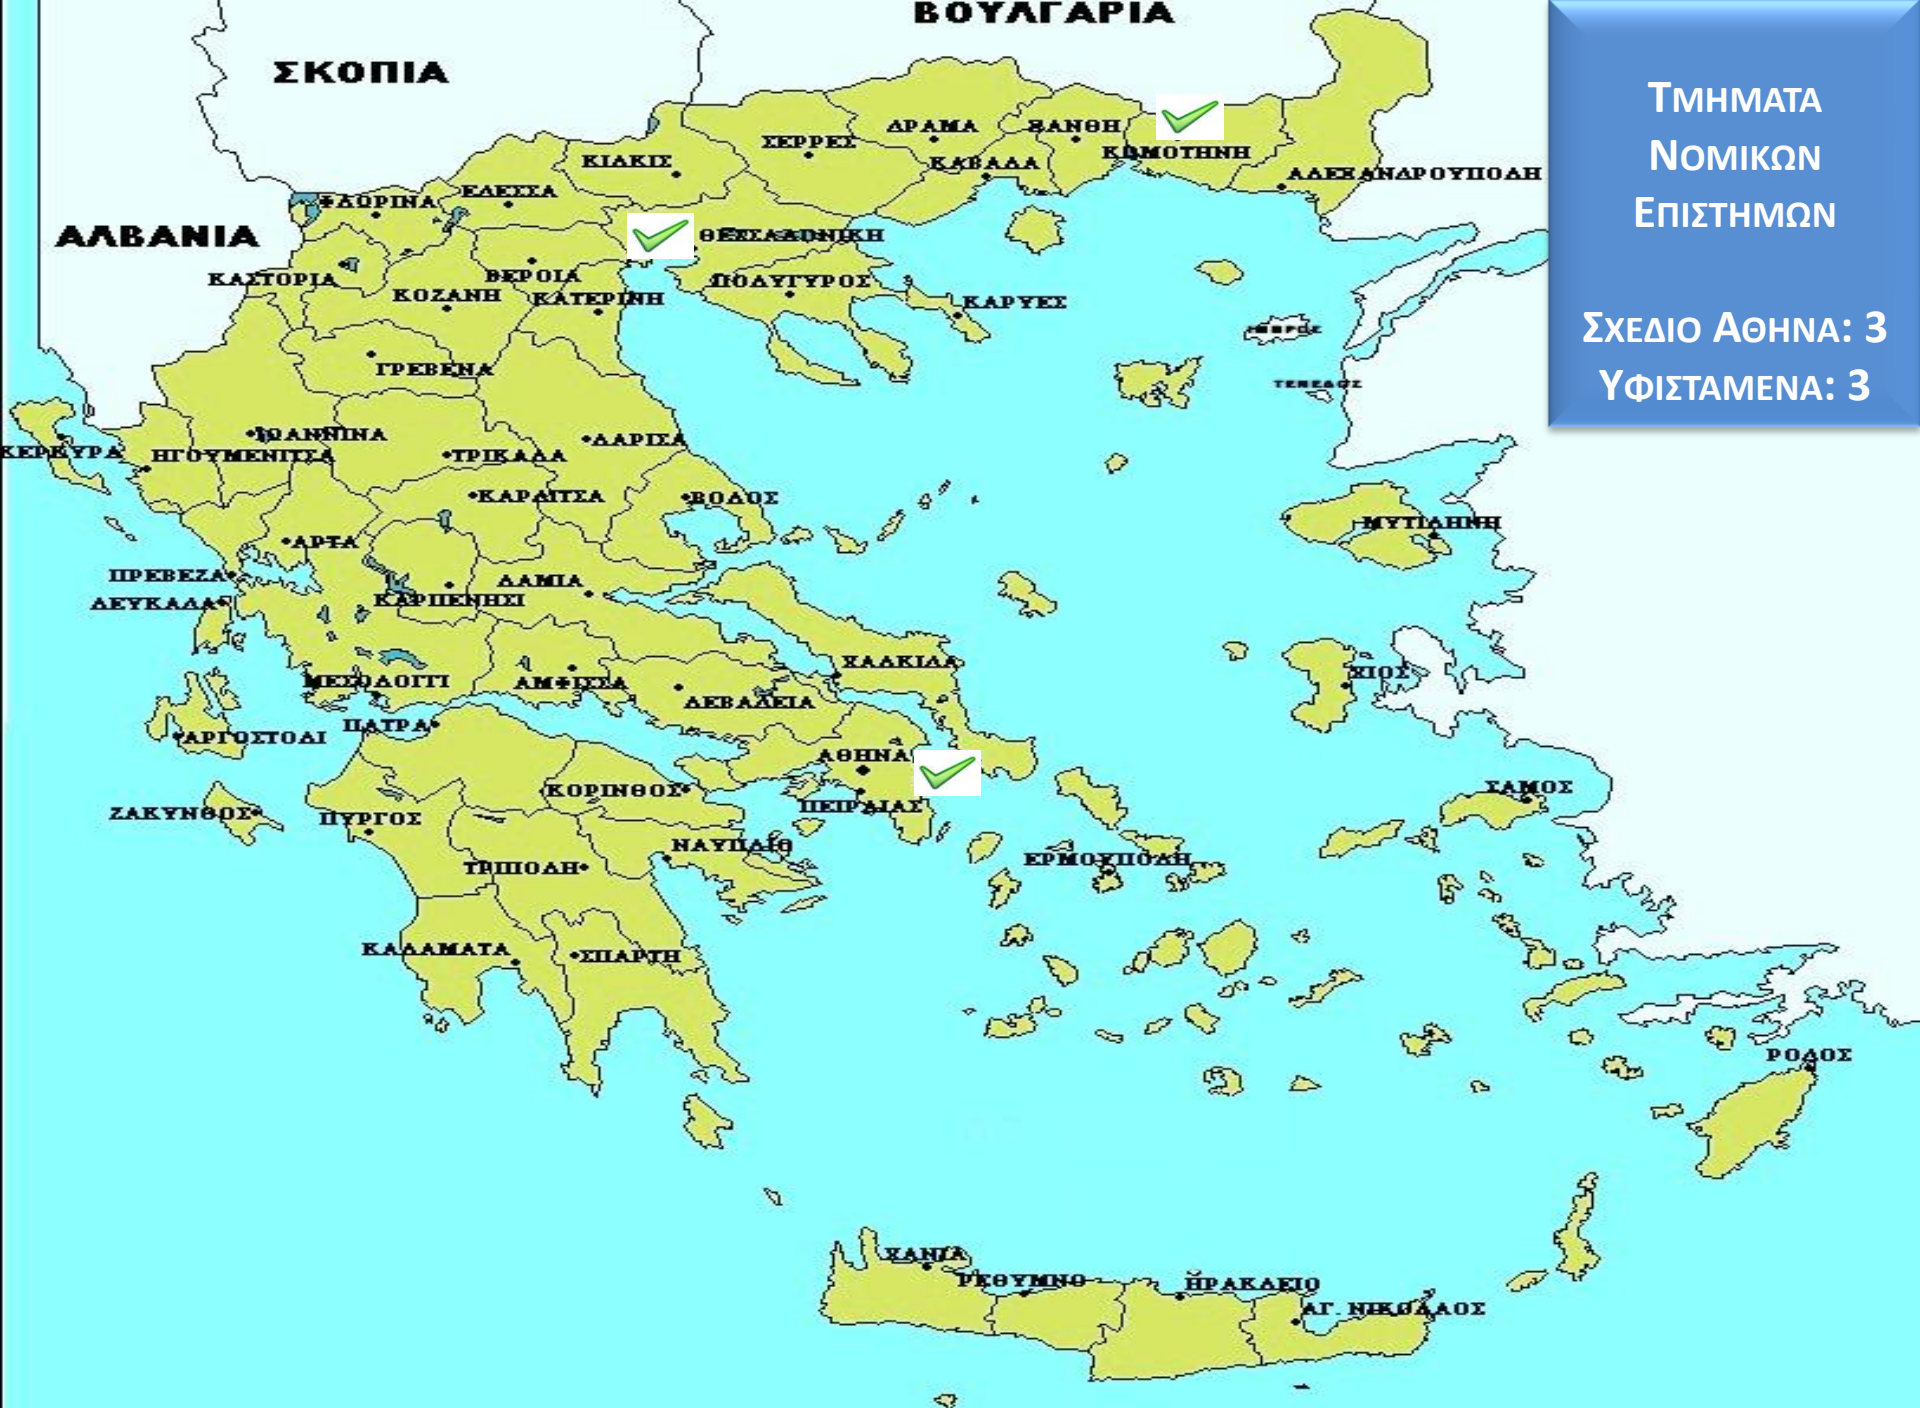 ΒΟΥΛΓΑΡΙΑ
ΣΚΟΠΙΑ
ΑΛΒΑΝΙΑ
ΤΜΗΜΑΤΑ
ΝΟΜΙΚΩΝ
ΕΠΙΣΤΗΜΩΝ
ΣΧΕΔΙΟ ΑΘΗΝΑ: 3
ΥΦΙΣΤΑΜΕΝΑ: 3
ΔΡΑΜΑ
ΞΑΝΘΗ
ΣΕΡΡΕΣ
ΚΟΜΟΤΗΝΗ
ΚΙΛΚΙΣ
ΚΑΒΑΛΑ
ΑΛΕΞΑΝΔΡΟΥΠΟΛΗ
ΕΔΕΣΣΑ
ΦΛΩΡΙΝΑ
ΘΕΣΣΑΛΟΝΙΚΗ
ΚΑΣΤΟΡΙΑ
ΒΕΡΟΙΑ
ΠΟΛΥΓΥΡΟΣ
ΚΟΖΑΝΗ
ΚΑΤΕΡΙΝΗ
ΚΑΡΥΕΣ
ΙΜΒΡΟΣ
ΓΡΕΒΕΝΑ
ΤΕΝΕΔΟΣ
ΙΩΑΝΝΙΝΑ
ΛΑΡΙΣΑ
ΚΕΡΚΥΡΑ
ΗΓΟΥΜΕΝΙΤΣΑ
ΤΡΙΚΑΛΑ
ΚΑΡΔΙΤΣΑ
ΒΟΛΟΣ
ΜΥΤΙΛΗΝΗ
ΑΡΤΑ
ΠΡΕΒΕΖΑ
ΛΑΜΙΑ
ΛΕΥΚΑΔΑ
ΚΑΡΠΕΝΗΣΙ
ΧΑΛΚΙΔΑ
ΧΙΟΣ
ΜΕΣΟΛΟΓΓΙ
ΑΜΦΙΣΣΑ
ΛΕΒΑΔΕΙΑ
ΠΑΤΡΑ
ΑΡΓΟΣΤΟΛΙ
ΑΘΗΝΑ
ΚΟΡΙΝΘΟΣ
ΣΑΜΟΣ
ΠΕΙΡΑΙΑΣ
ΖΑΚΥΝΘΟΣ
ΠΥΡΓΟΣ
ΝΑΥΠΛΙΟ
ΕΡΜΟΥΠΟΛΗ
ΤΡΙΠΟΛΗ
ΚΑΛΑΜΑΤΑ
ΣΠΑΡΤΗ
ΡΟΔΟΣ
ΧΑΝΙΑ
ΡΕΘΥΜΝΟ
ΗΡΑΚΛΕΙΟ
ΑΓ. ΝΙΚΟΛΑΟΣ